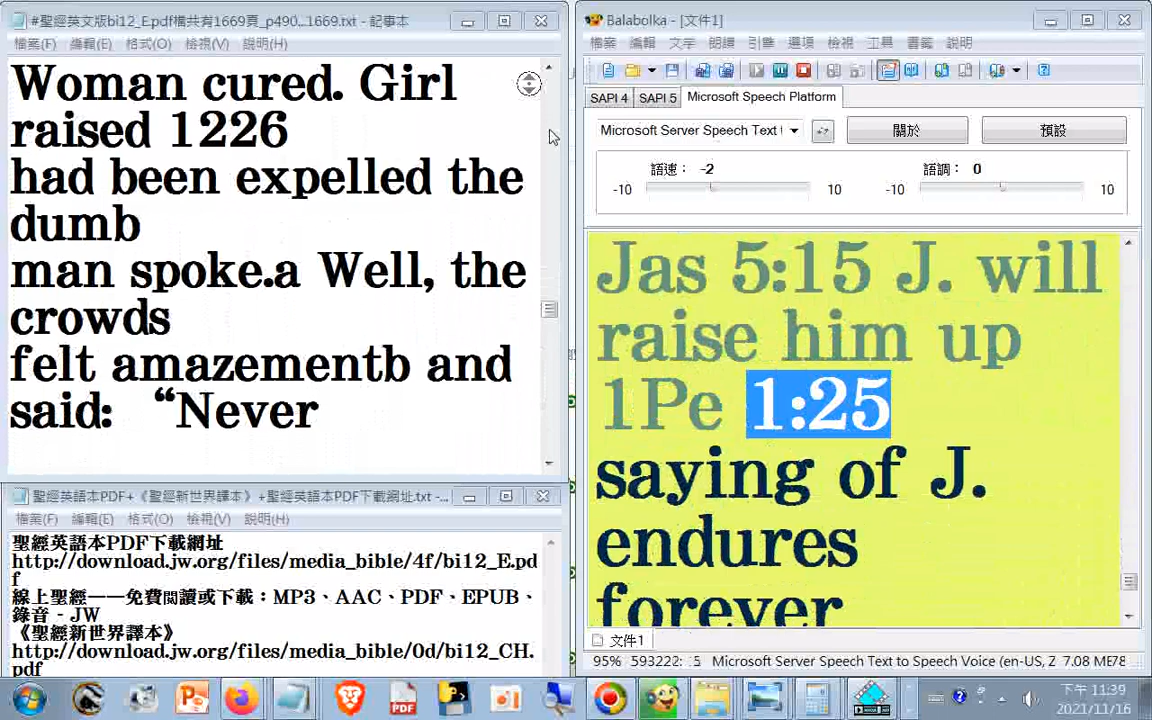 #聖經英文版bi12_E.pdf構共有1669頁_p490,..1669.txt - 記事本
檔案(F) 編輯(E) 格式(O) 檢視(V) 說明(H)
Woman cured. Girl
raised 1226
had been expelled the
dumb
man spoke.a Well, the
crowds
felt amazementb and
said: “Never
聖經英語本PDF+《聖經新世界譯本》+聖經英語本PDF下載網址.txt -...
檔案(F) 編輯(E) 格式(O) 檢視(V) 說明(H)
聖經英語本PDF下載網址
http://download.jw.org/files/media_bible/4f/bi12_E.pd
f
線上聖經——免費閱讀或下載：MP3、AAC、PDF、EPUB、
錄音 - JW
《聖經新世界譯本》
http://download.jw.org/files/media_bible/0d/bi12_CH.
pdf
Balabolka - [文件1]
檔案 編輯 文字 朗讀 引擎 選項 檢視 工具 書籤 說明
SAPI 4 SAPI 5 Microsoft Speech Platform
Microsoft Server Speech Text 關於 預設
語速： -2 語調： 0
-10 10 -10 10
Jas 5:15 J. will
raise him up
1Pe 1:25
saying of J.
endures
forever
文件1
95% 593222: Microsoft Server Speech Text to Speech Voice (en-US, Z 7.08 ME78
下午 11:39
2021/11/16